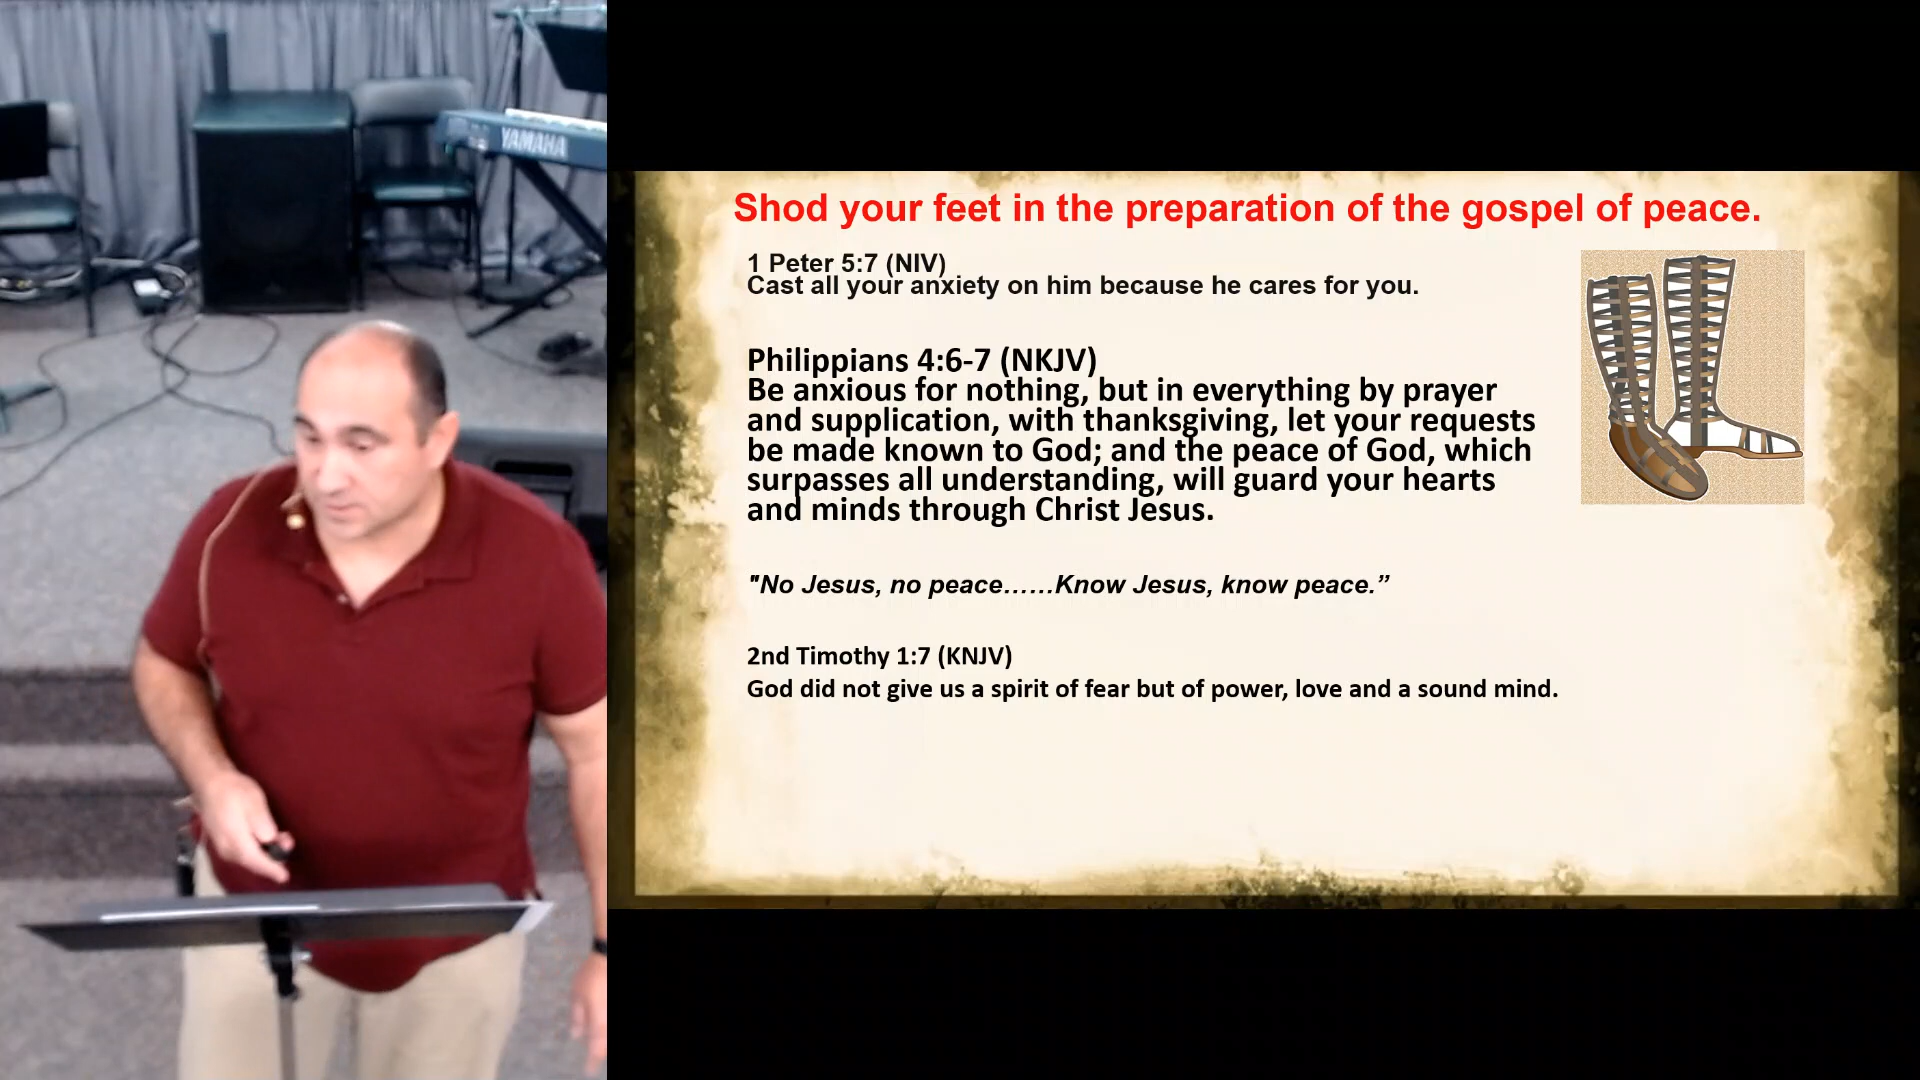 YAMAHA
Shod your feet in the preparation of the gospel of peace.
1 Peter 5:7 (NIV)
Cast all your anxiety on him because he cares for you.
Philippians 4:6-7 (NKJV)
Be anxious for nothing, but in everything by prayer
and supplication, with thanksgiving, let your requests
be made known to God; and the peace of God, which
surpasses all understanding, will guard your hearts
and minds through Christ Jesus.
"No Jesus, no peace……Know Jesus, know peace.”
2nd Timothy 1:7 (KNJV)
God did not give us a spirit of fear but of power, love and a sound mind.